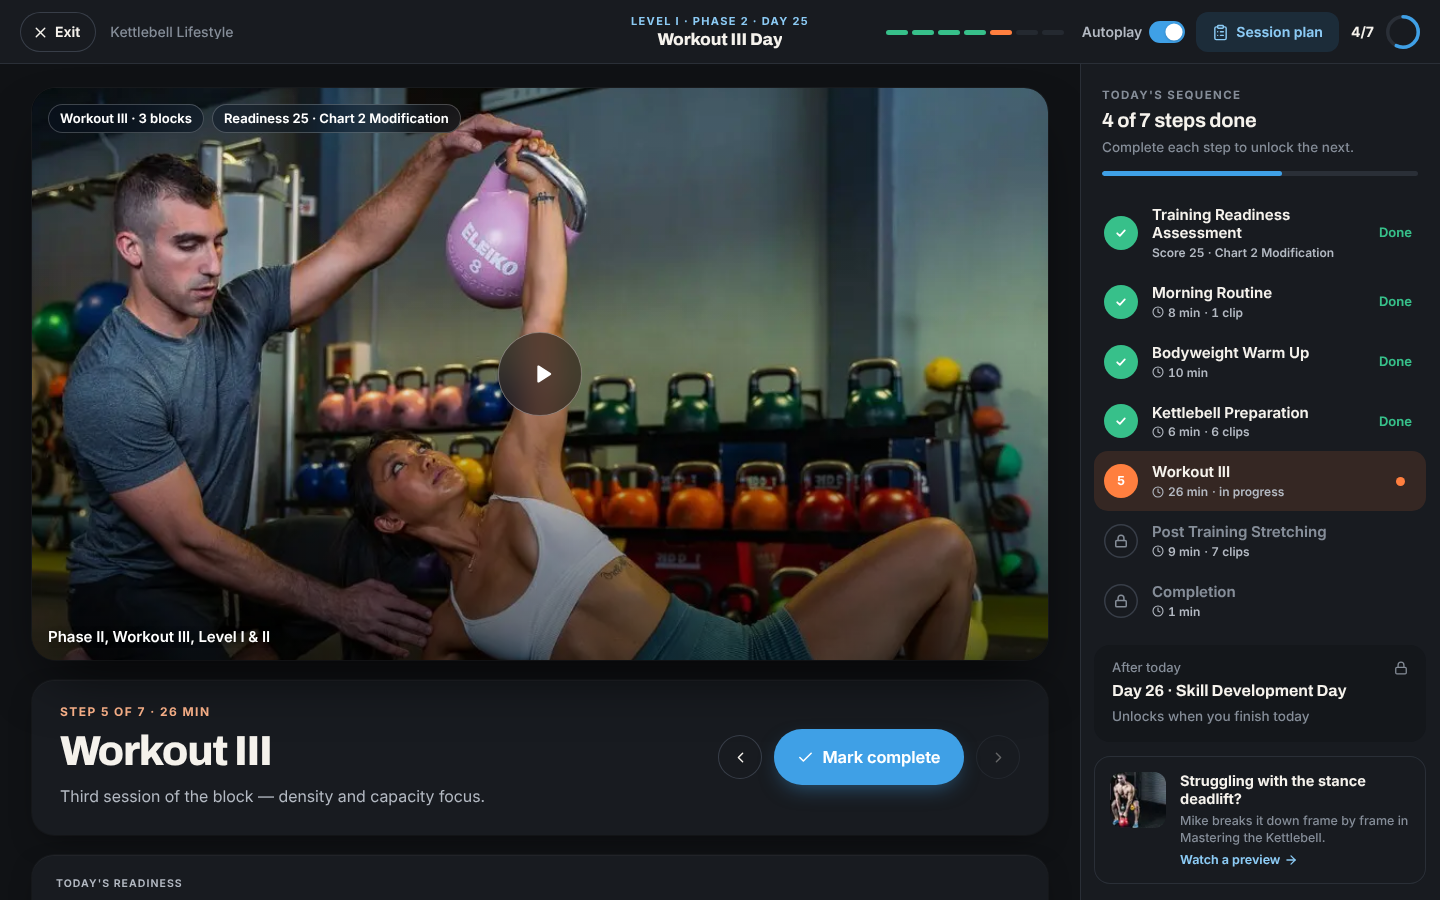 Exit
Kettlebell Lifestyle
LEVEL I · PHASE 2 · DAY 25
Workout III Day
Autoplay
Session plan
4/7
Workout III · 3 blocks
Readiness 25 · Chart 2 Modification
ELEIKO
8
Phase II, Workout III, Level I & II
STEP 5 OF 7 · 26 MIN
Workout III
Third session of the block — density and capacity focus.
Mark complete
TODAY'S READINESS
TODAY'S SEQUENCE
4 of 7 steps done
Complete each step to unlock the next.
Training Readiness
Assessment
Score 25 · Chart 2 Modification
Done
Morning Routine
8 min · 1 clip
Done
Bodyweight Warm Up
10 min
Done
Kettlebell Preparation
6 min · 6 clips
Done
5
Workout III
26 min · in progress
Post Training Stretching
9 min · 7 clips
Completion
1 min
After today
Day 26 · Skill Development Day
Unlocks when you finish today
Struggling with the stance
deadlift?
Mike breaks it down frame by frame in
Mastering the Kettlebell.
Watch a preview →